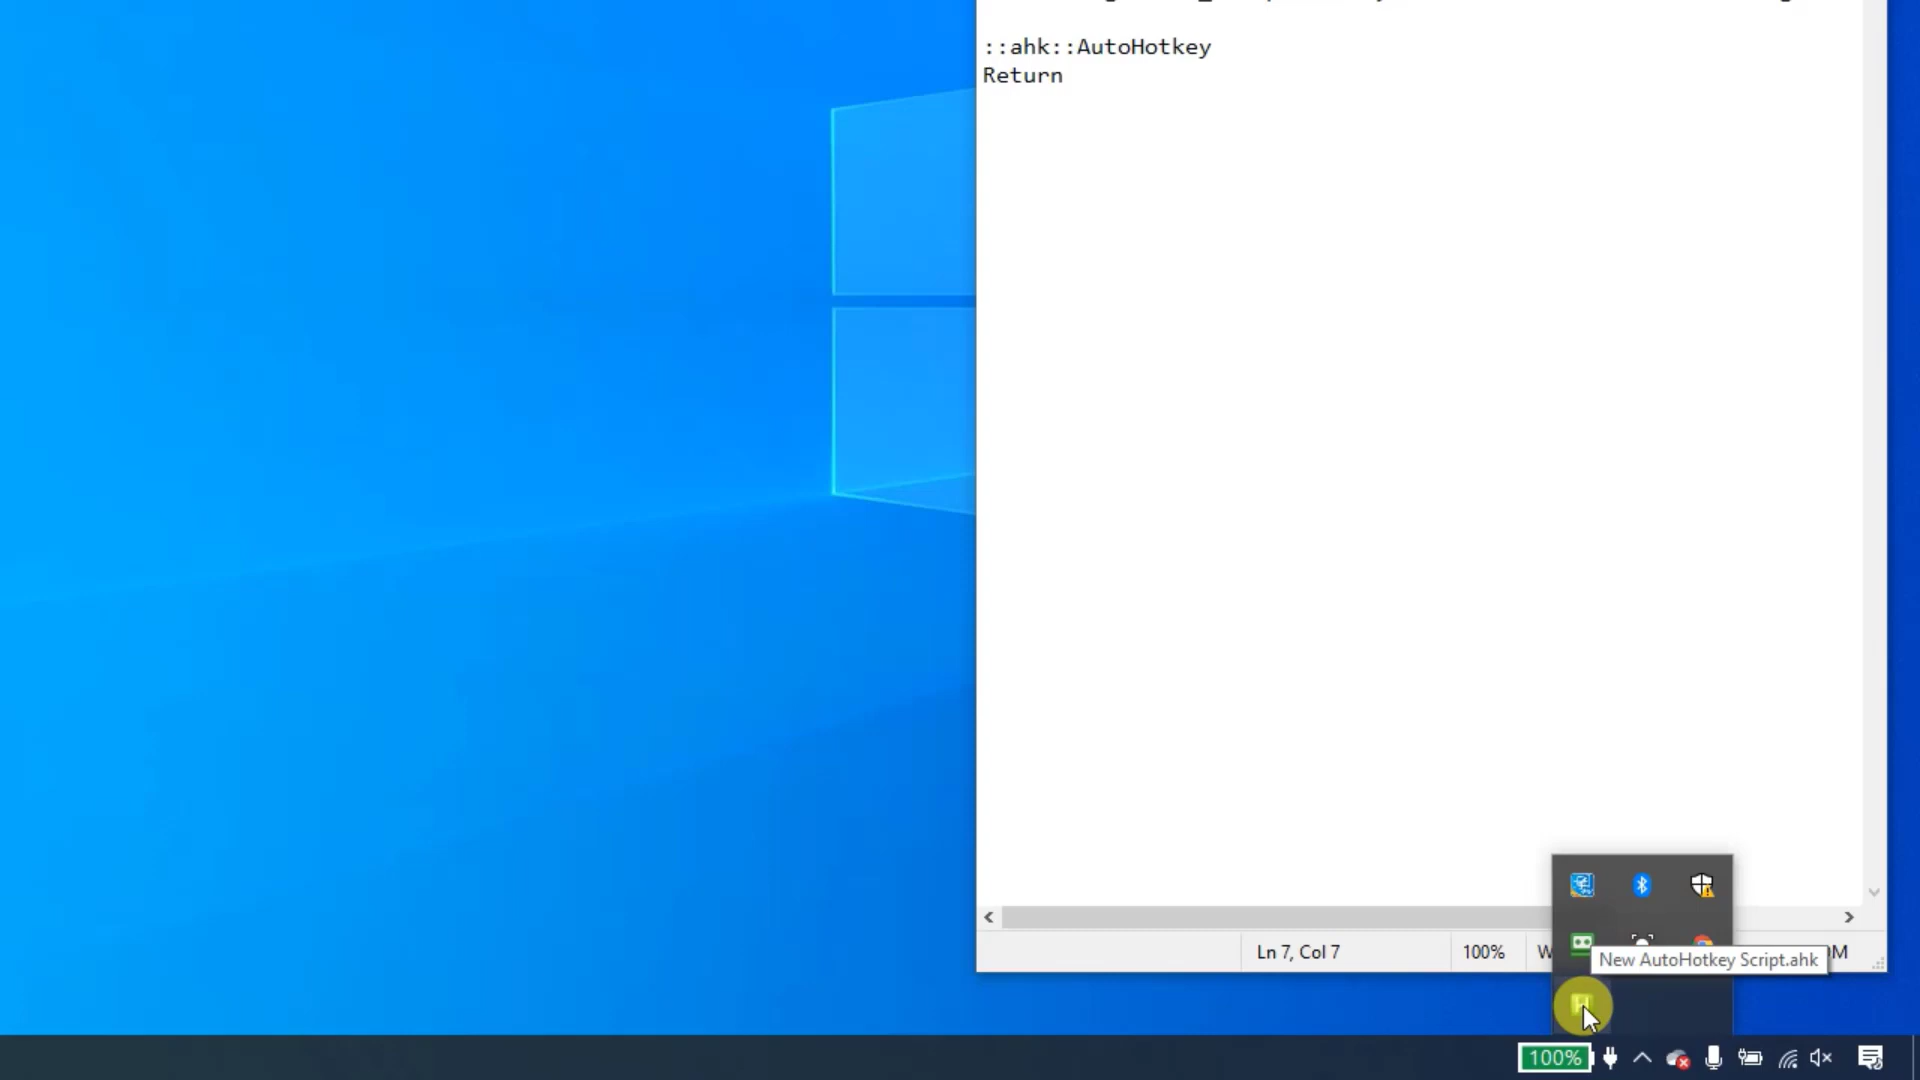 ::ahk::AutoHotkey
Return
Ln 7, Col 7
100%
New AutoHotkey Script.ahk
100%